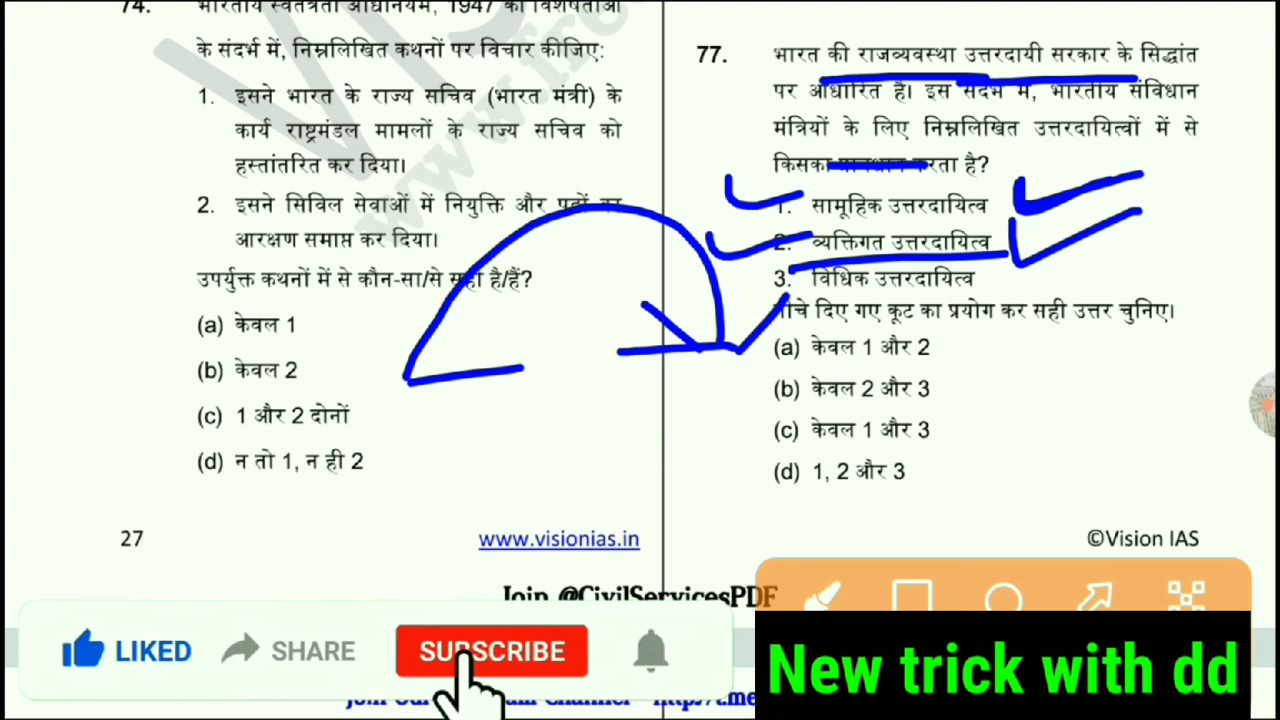 74. भारतीय स्वतंत्रता अधिनियम, 1947 की विशेषताओं
के संदर्भ में, निम्नलिखित कथनों पर विचार कीजिए:
1. इसने भारत के राज्य सचिव (भारत मंत्री) के
कार्य राष्ट्रमंडल मामलों के राज्य सचिव को
हस्तांतरित कर दिया।
2. इसने सिविल सेवाओं में नियुक्ति और पदों का
आरक्षण समाप्त कर दिया।
उपर्युक्त कथनों में से कौन-सा/से सही है/हैं?
(a) केवल 1
(b) केवल 2
(c) 1 और 2 दोनों
(d) न तो 1, न ही 2
77. भारत की राजव्यवस्था उत्तरदायी सरकार के सिद्धांत
पर आधारित है। इस संदर्भ में, भारतीय संविधान
मंत्रियों के लिए निम्नलिखित उत्तरदायित्वों में से
किसका प्रावधान करता है?
1. सामूहिक उत्तरदायित्व
2. व्यक्तिगत उत्तरदायित्व
3. विधिक उत्तरदायित्व
नीचे दिए गए कूट का प्रयोग कर सही उत्तर चुनिए।
(a) केवल 1 और 2
(b) केवल 2 और 3
(c) केवल 1 और 3
(d) 1, 2 और 3
27 www.visionias.in ©Vision IAS
Join @CivilServicesPDF
LIKED SHARE SUBSCRIBE
New trick with dd